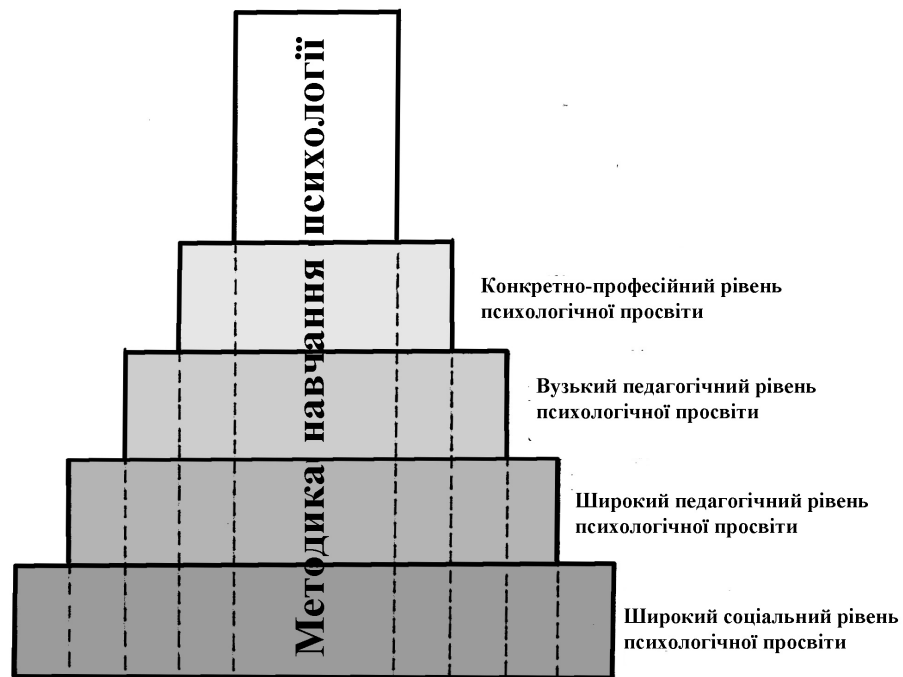 Методика навчання психології
Конкретно-професійний рівень
психологічної просвіти
Вузький педагогічний рівень
психологічної просвіти
Широкий педагогічний рівень
психологічної просвіти
Широкий соціальний рівень
психологічної просвіти